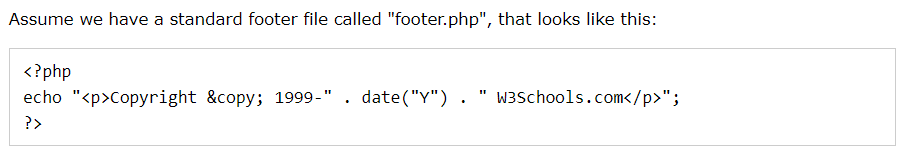 Assume we have a standard footer file called "footer.php", that looks like this:
<?php
echo "<p>Copyright &copy; 1999-" . date("Y") . " W3Schools.com</p>";
?>